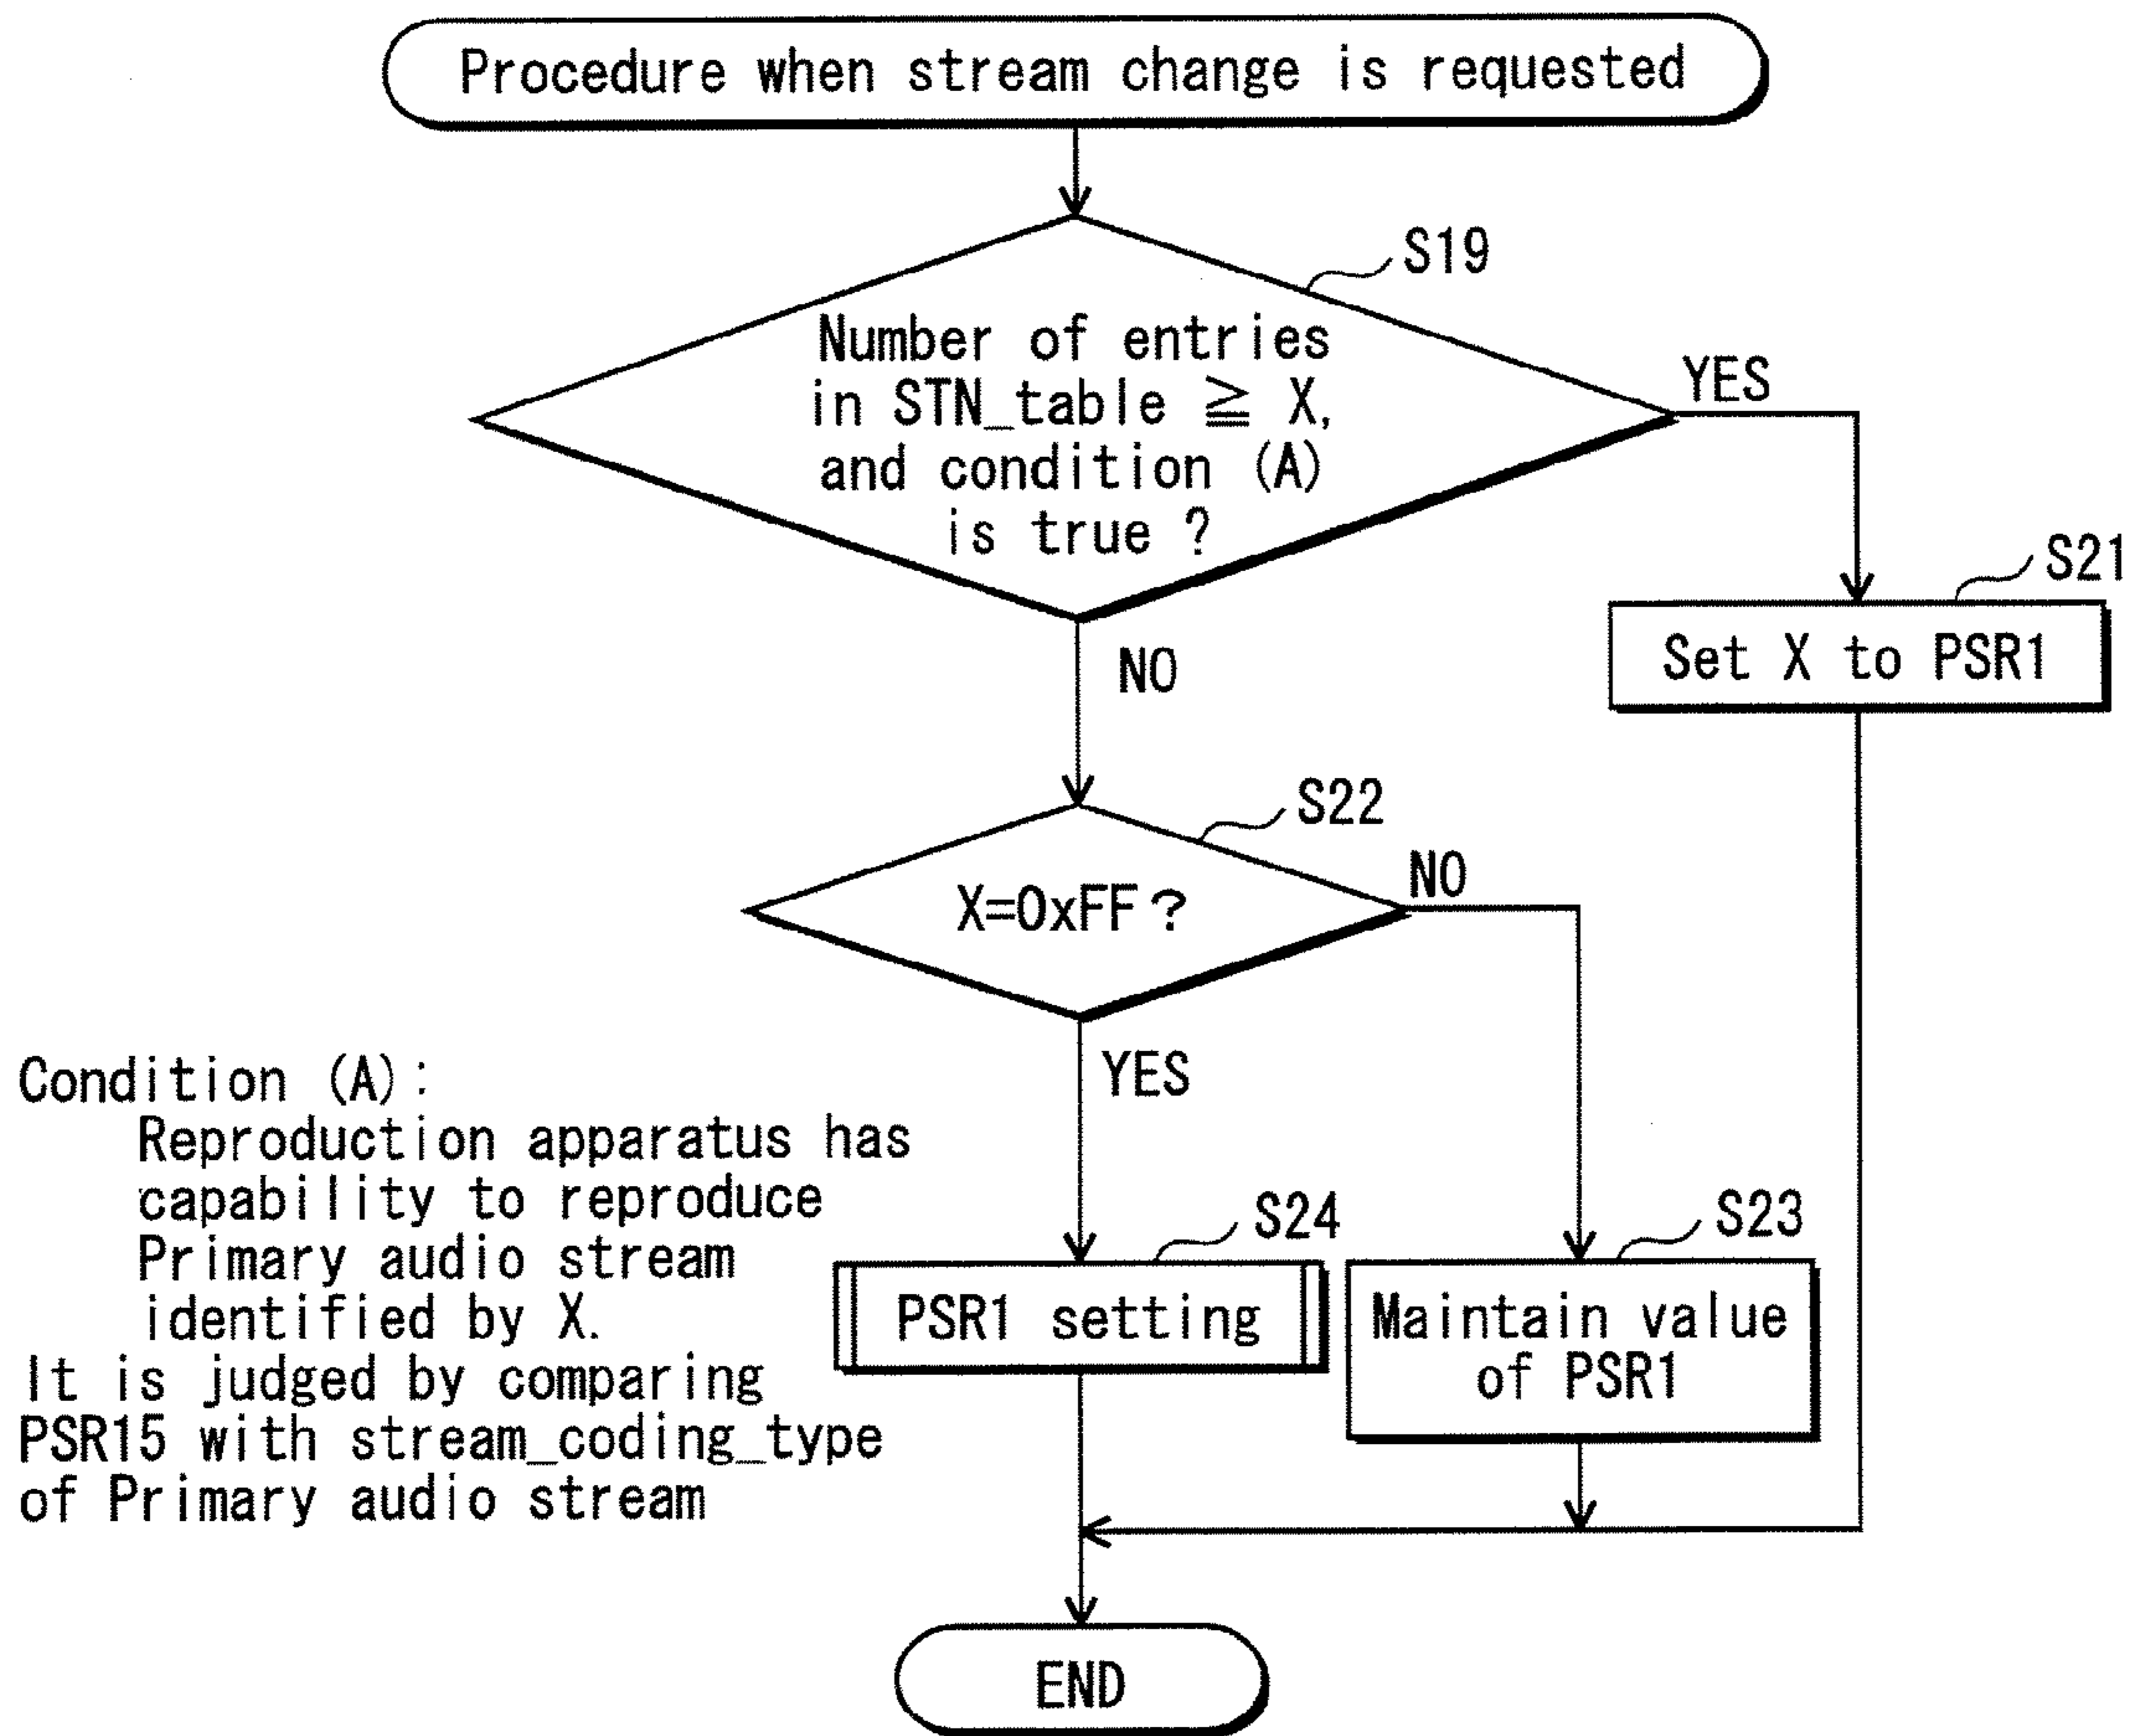 Procedure when stream change is requested
S19
Number of entries
in STN_table ≧ X,
and condition (A)
is true ?
YES
S21
Set X to PSR1
NO
S22
X=0xFF?
NO
YES
Condition (A):
Reproduction apparatus has
capability to reproduce
Primary audio stream
identified by X.
It is judged by comparing
PSR15 with stream_coding_type
of Primary audio stream
S24
PSR1 setting
S23
Maintain value
of PSR1
END